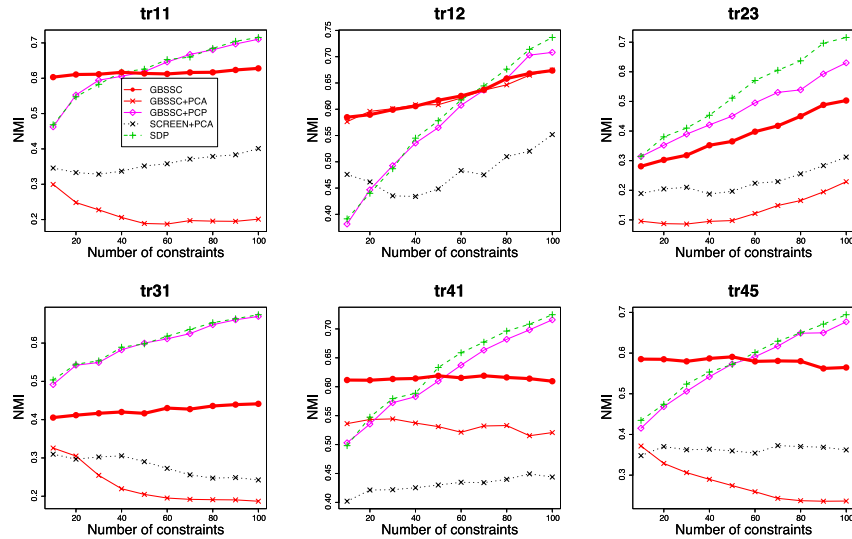 tr11
NMI
0.7
0.6
0.5
0.4
0.3
0.2
GBSSC
GBSSC+PCA
GBSSC+PCP
SCREEN+PCA
SDP
20 40 60 80 100
Number of constraints
tr12
NMI
0.75
0.70
0.65
0.60
0.55
0.50
0.45
0.40
20 40 60 80 100
Number of constraints
tr23
NMI
0.7
0.6
0.5
0.4
0.3
0.2
0.1
20 40 60 80 100
Number of constraints
tr31
NMI
0.6
0.5
0.4
0.3
0.2
20 40 60 80 100
Number of constraints
tr41
NMI
0.70
0.65
0.60
0.55
0.50
0.45
0.40
20 40 60 80 100
Number of constraints
tr45
NMI
0.7
0.6
0.5
0.4
0.3
20 40 60 80 100
Number of constraints